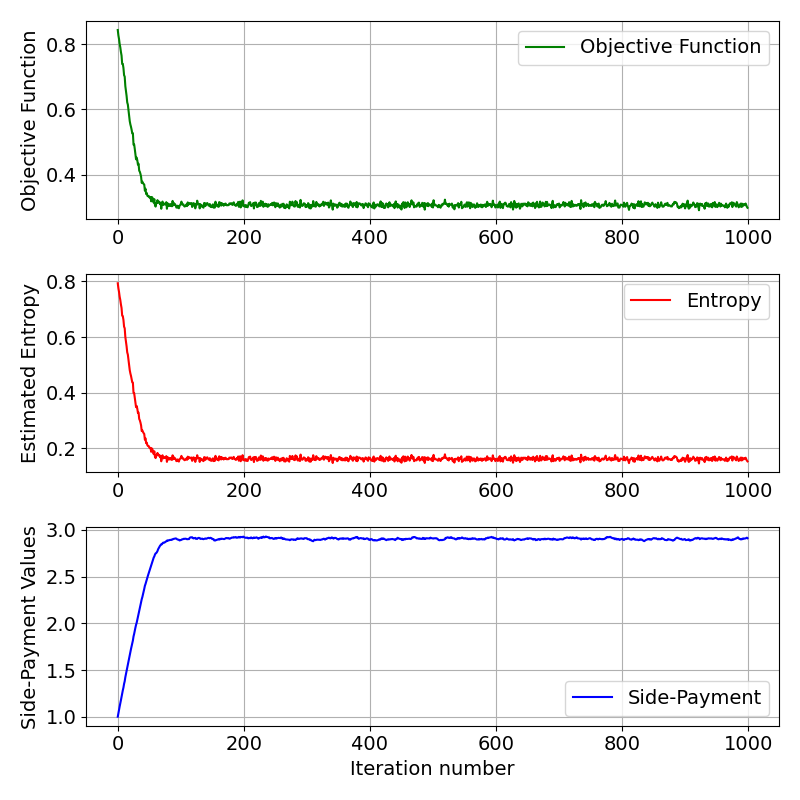 Objective Function
0.8
0.6
0.4
Objective Function
0 200 400 600 800 1000
Estimated Entropy
0.8
0.6
0.4
0.2
Entropy
0 200 400 600 800 1000
Side-Payment Values
3.0
2.5
2.0
1.5
1.0
Side-Payment
0 200 400 600 800 1000
Iteration number